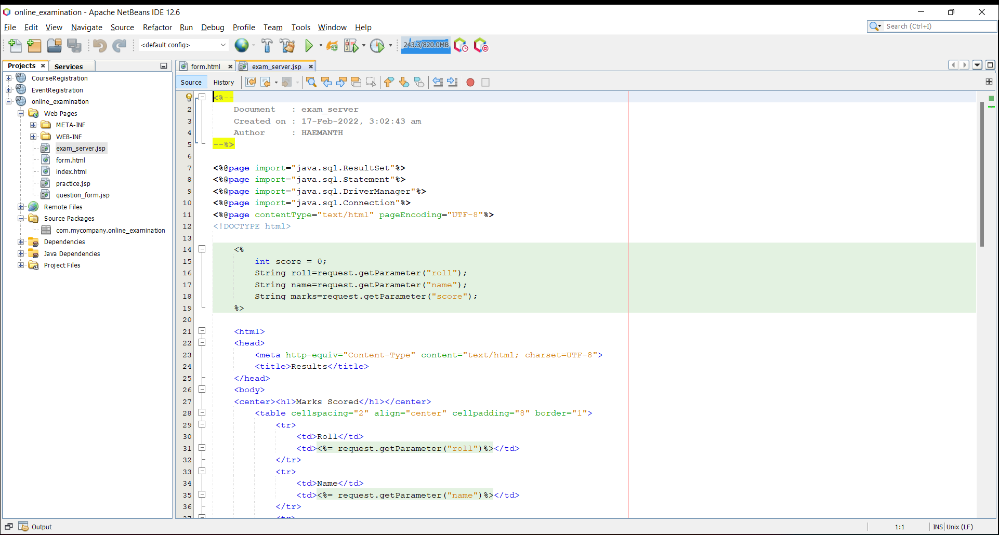 online_examination - Apache NetBeans IDE 12.6
File Edit View Navigate Source Refactor Run Debug Profile Team Tools Window Help
Search (Ctrl+I)
<default config>
243.3/820.0MB
Projects Services
CourseRegistration
EventRegistration
online_examination
Web Pages
META-INF
WEB-INF
exam_server.jsp
form.html
index.html
practice.jsp
question_form.jsp
Remote Files
Source Packages
com.mycompany.online_examination
Dependencies
Java Dependencies
Project Files
form.html exam_server.jsp
Source History
<%--
2 Document   : exam_server
3 Created on : 17-Feb-2022, 3:02:43 am
4 Author     : HAEMANTH
5 --%>
6
7 <%@page import="java.sql.ResultSet"%>
8 <%@page import="java.sql.Statement"%>
9 <%@page import="java.sql.DriverManager"%>
10 <%@page import="java.sql.Connection"%>
11 <%@page contentType="text/html" pageEncoding="UTF-8"%>
12 <!DOCTYPE html>
13
14 <%
15 int score = 0;
16 String roll=request.getParameter("roll");
17 String name=request.getParameter("name");
18 String marks=request.getParameter("score");
19 %>
20
21 <html>
22 <head>
23 <meta http-equiv="Content-Type" content="text/html; charset=UTF-8">
24 <title>Results</title>
25 </head>
26 <body>
27 <center><h1>Marks Scored</h1></center>
28 <table cellspacing="2" align="center" cellpadding="8" border="1">
29 <tr>
30 <td>Roll</td>
31 <td><%= request.getParameter("roll")%></td>
32 </tr>
33 <tr>
34 <td>Name</td>
35 <td><%= request.getParameter("name")%></td>
36 </tr>
Output
1:1 INS Unix (LF)